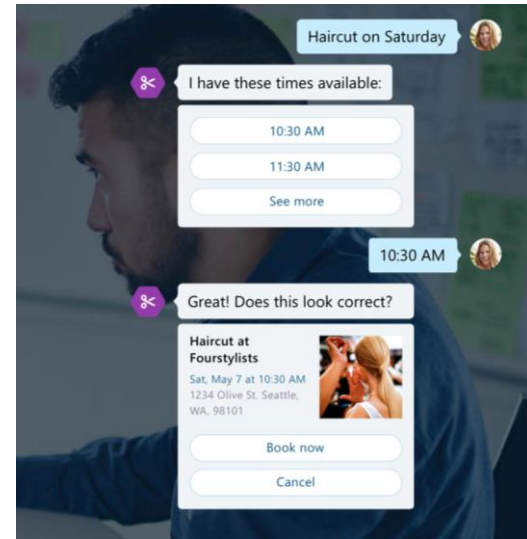 Haircut on Saturday
I have these times available:
10:30 AM
11:30 AM
See more
10:30 AM
Great! Does this look correct?
Haircut at
Fourstylists
Sat, May 7 at 10:30 AM
1234 Olive St. Seattle,
WA, 98101
Book now
Cancel